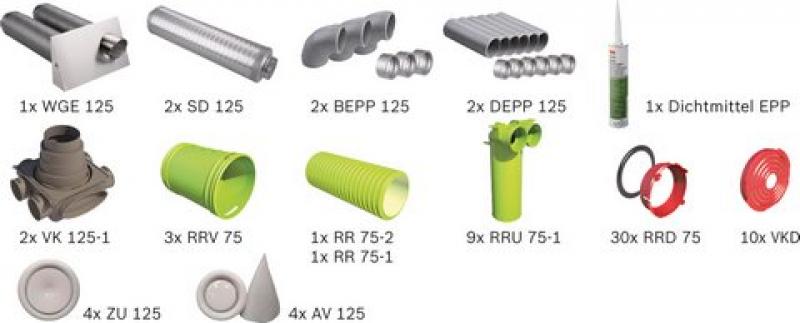 1x WGE 125
2x SD 125
2x BEPP 125
2x DEPP 125
1x Dichtmittel EPP
2x VK 125-1
3x RRV 75
1x RR 75-2
1x RR 75-1
9x RRU 75-1
30x RRD 75
10x VKD
4x ZU 125
4x AV 125